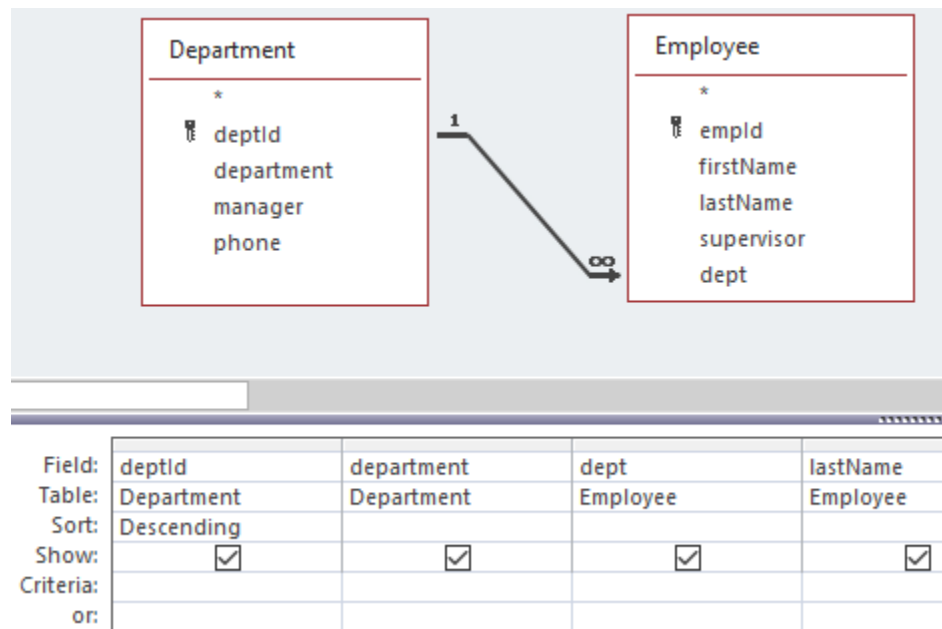 Department
*
deptId
department
manager
phone
1
∞
Employee
*
empId
firstName
lastName
supervisor
dept
Field: deptId department dept lastName
Table: Department Department Employee Employee
Sort: Descending
Show:
Criteria:
or: